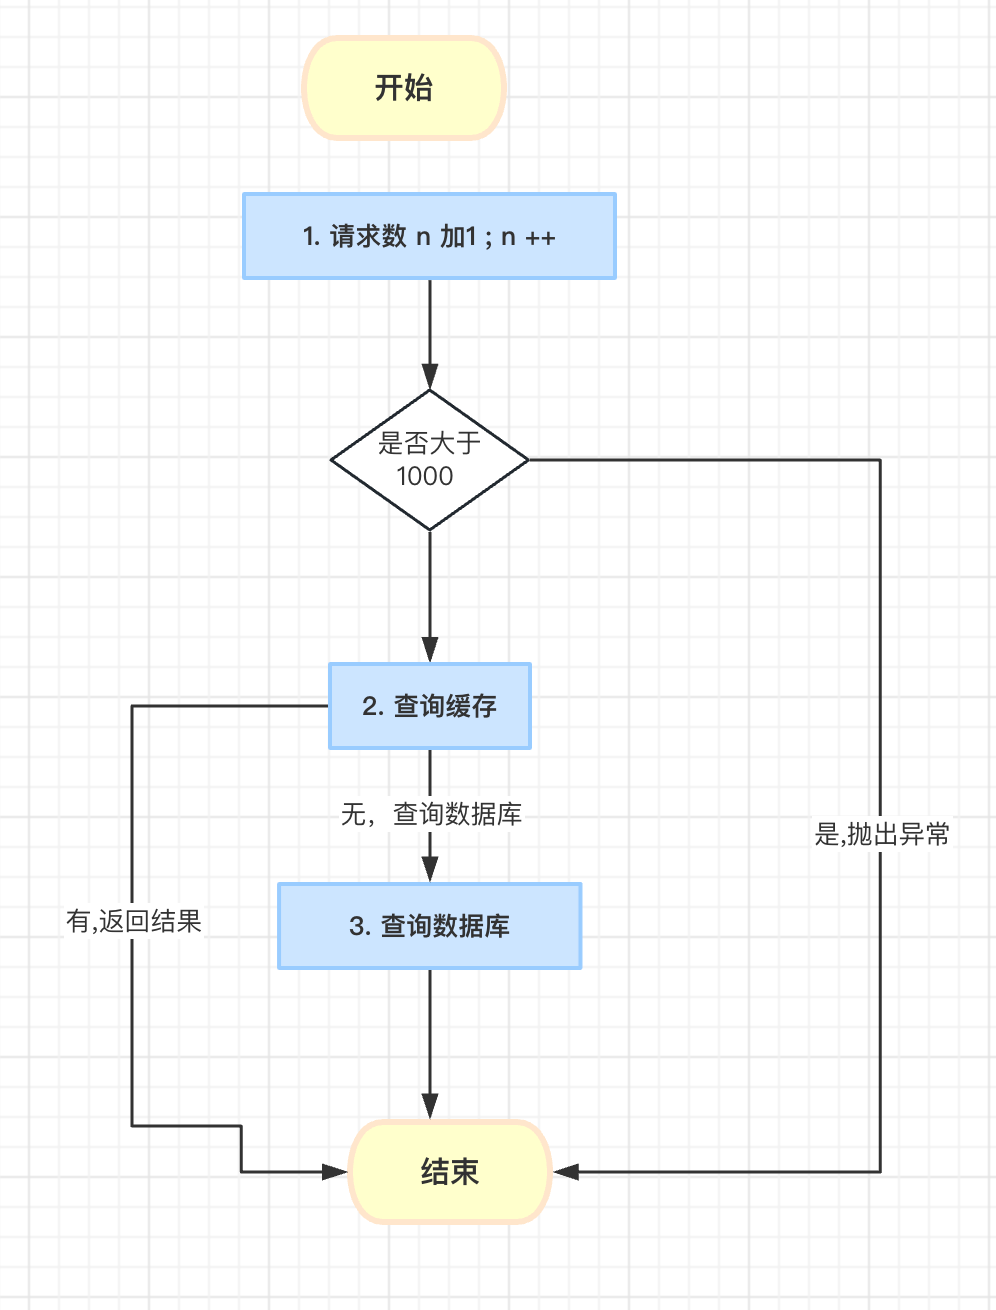 开始
1. 请求数 n 加1 ; n ++
是否大于
1000
2. 查询缓存
无，查询数据库
是,抛出异常
有,返回结果
3. 查询数据库
结束